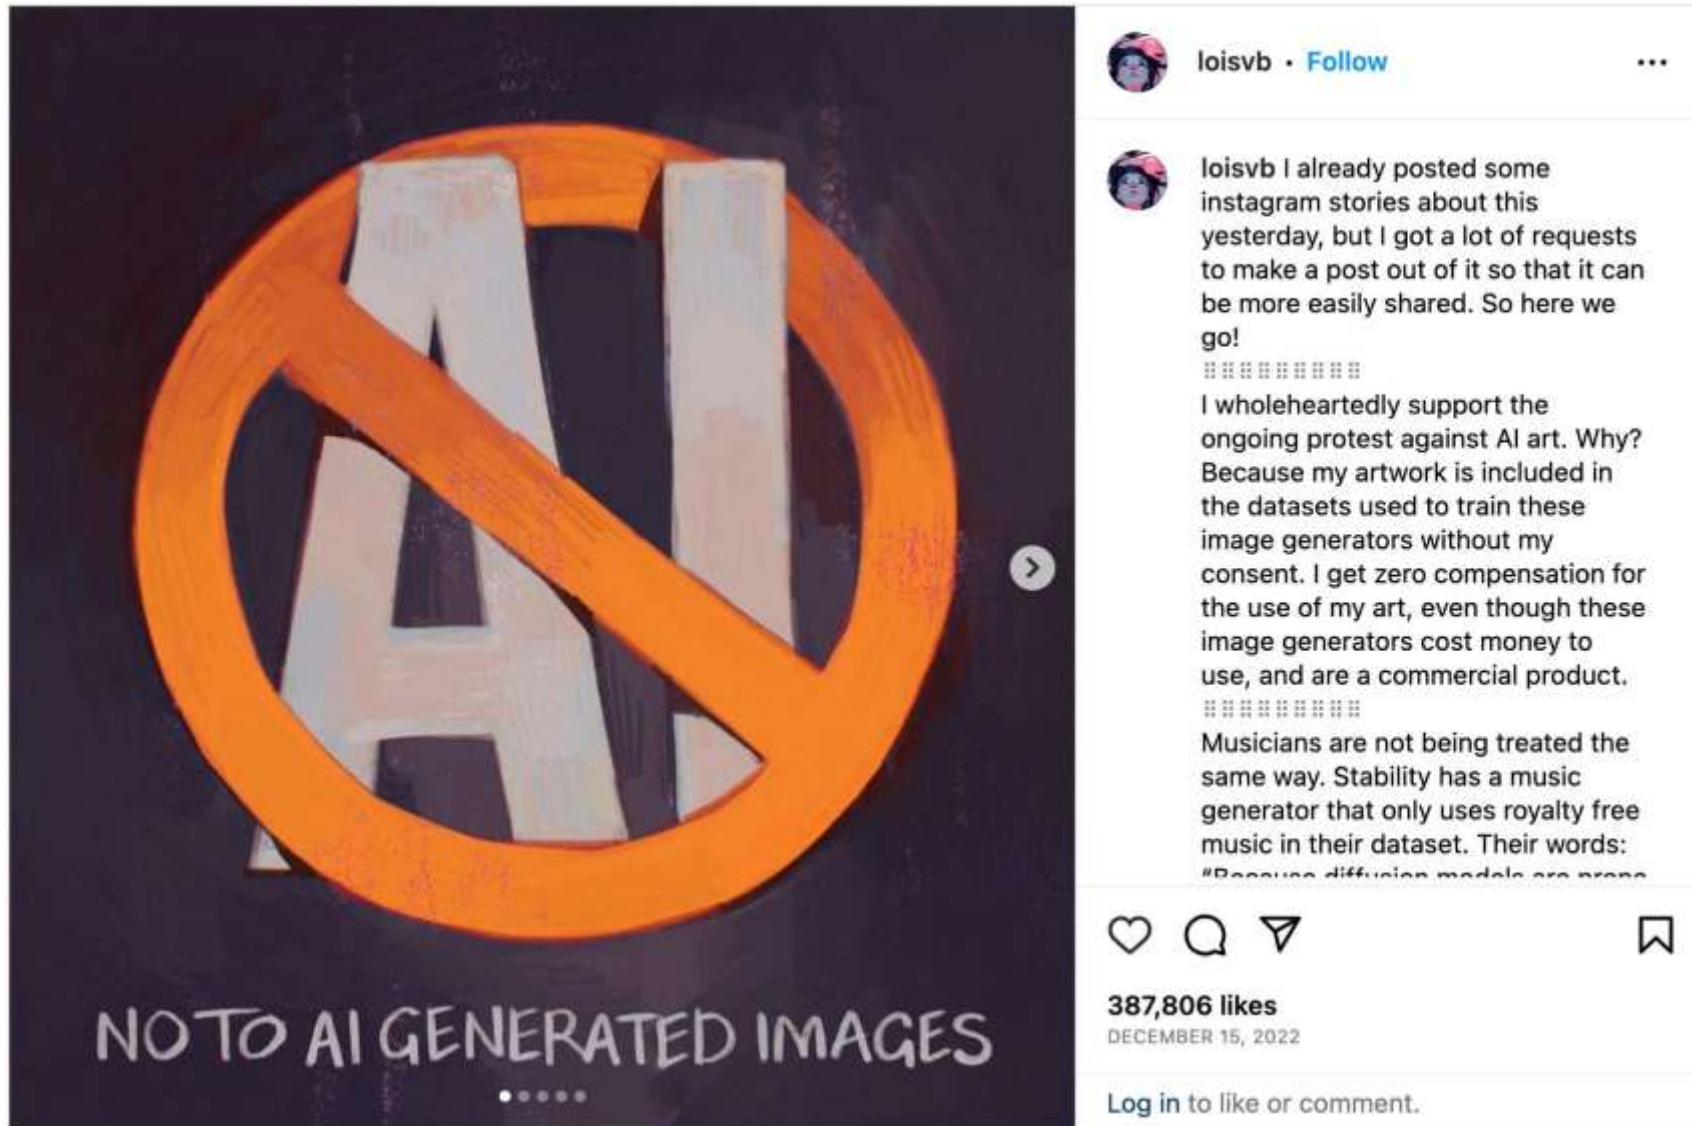 AI
NO TO AI GENERATED IMAGES
loisvb • Follow
loisvb I already posted some
instagram stories about this
yesterday, but I got a lot of requests
to make a post out of it so that it can
be more easily shared. So here we
go!
I wholeheartedly support the
ongoing protest against AI art. Why?
Because my artwork is included in
the datasets used to train these
image generators without my
consent. I get zero compensation for
the use of my art, even though these
image generators cost money to
use, and are a commercial product.
Musicians are not being treated the
same way. Stability has a music
generator that only uses royalty free
music in their dataset. Their words:
"Because diffusion models are prone
387,806 likes
DECEMBER 15, 2022
Log in to like or comment.